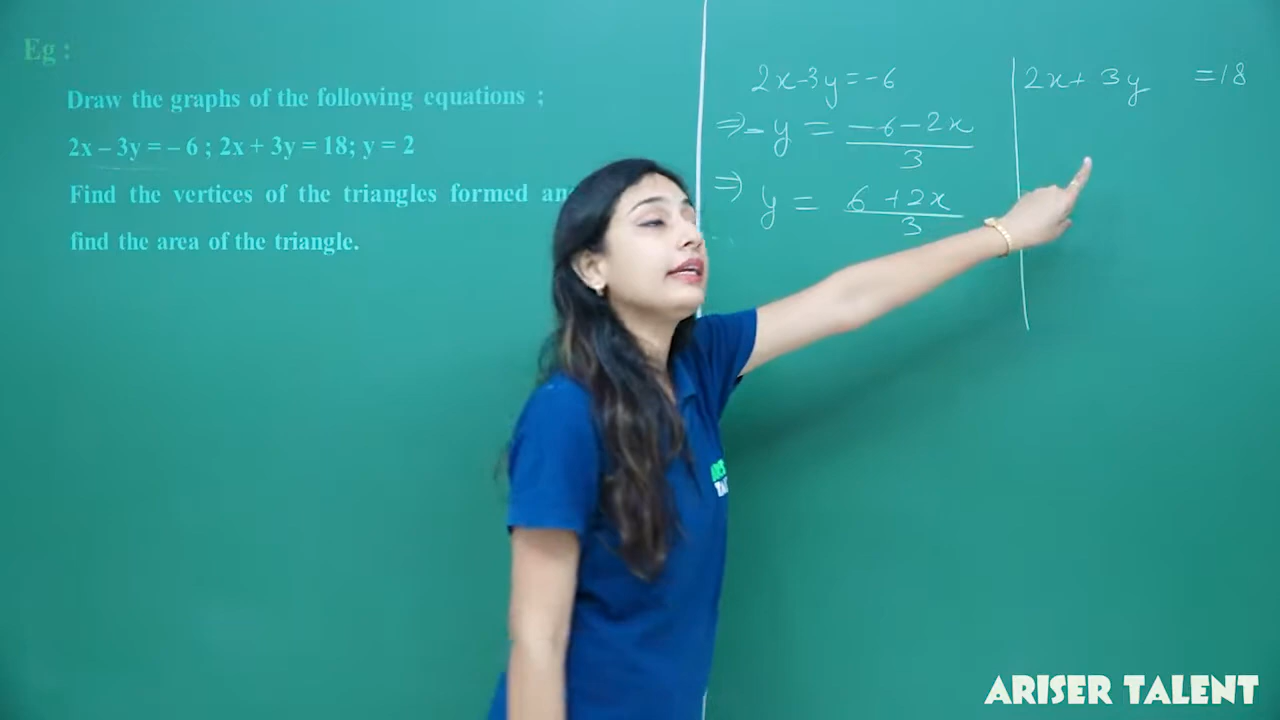 Eg :
Draw the graphs of the following equations ;
2x – 3y = – 6 ; 2x + 3y = 18; y = 2
Find the vertices of the triangles formed an
find the area of the triangle.
2x-3y=-6
⇒ -y = -6-2x / 3
⇒ y = 6+2x / 3
2x+3y =18
ARISER TALENT